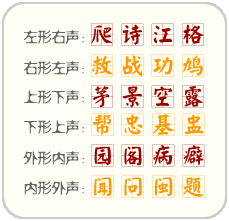 左形右声：爬 诗 江 格
右形左声：救 战 功 鸠
上形下声：茅 景 空 露
下形上声：帮 忠 基 蛊
外形内声：园 阁 病 癖
内形外声：闻 问 闽 题